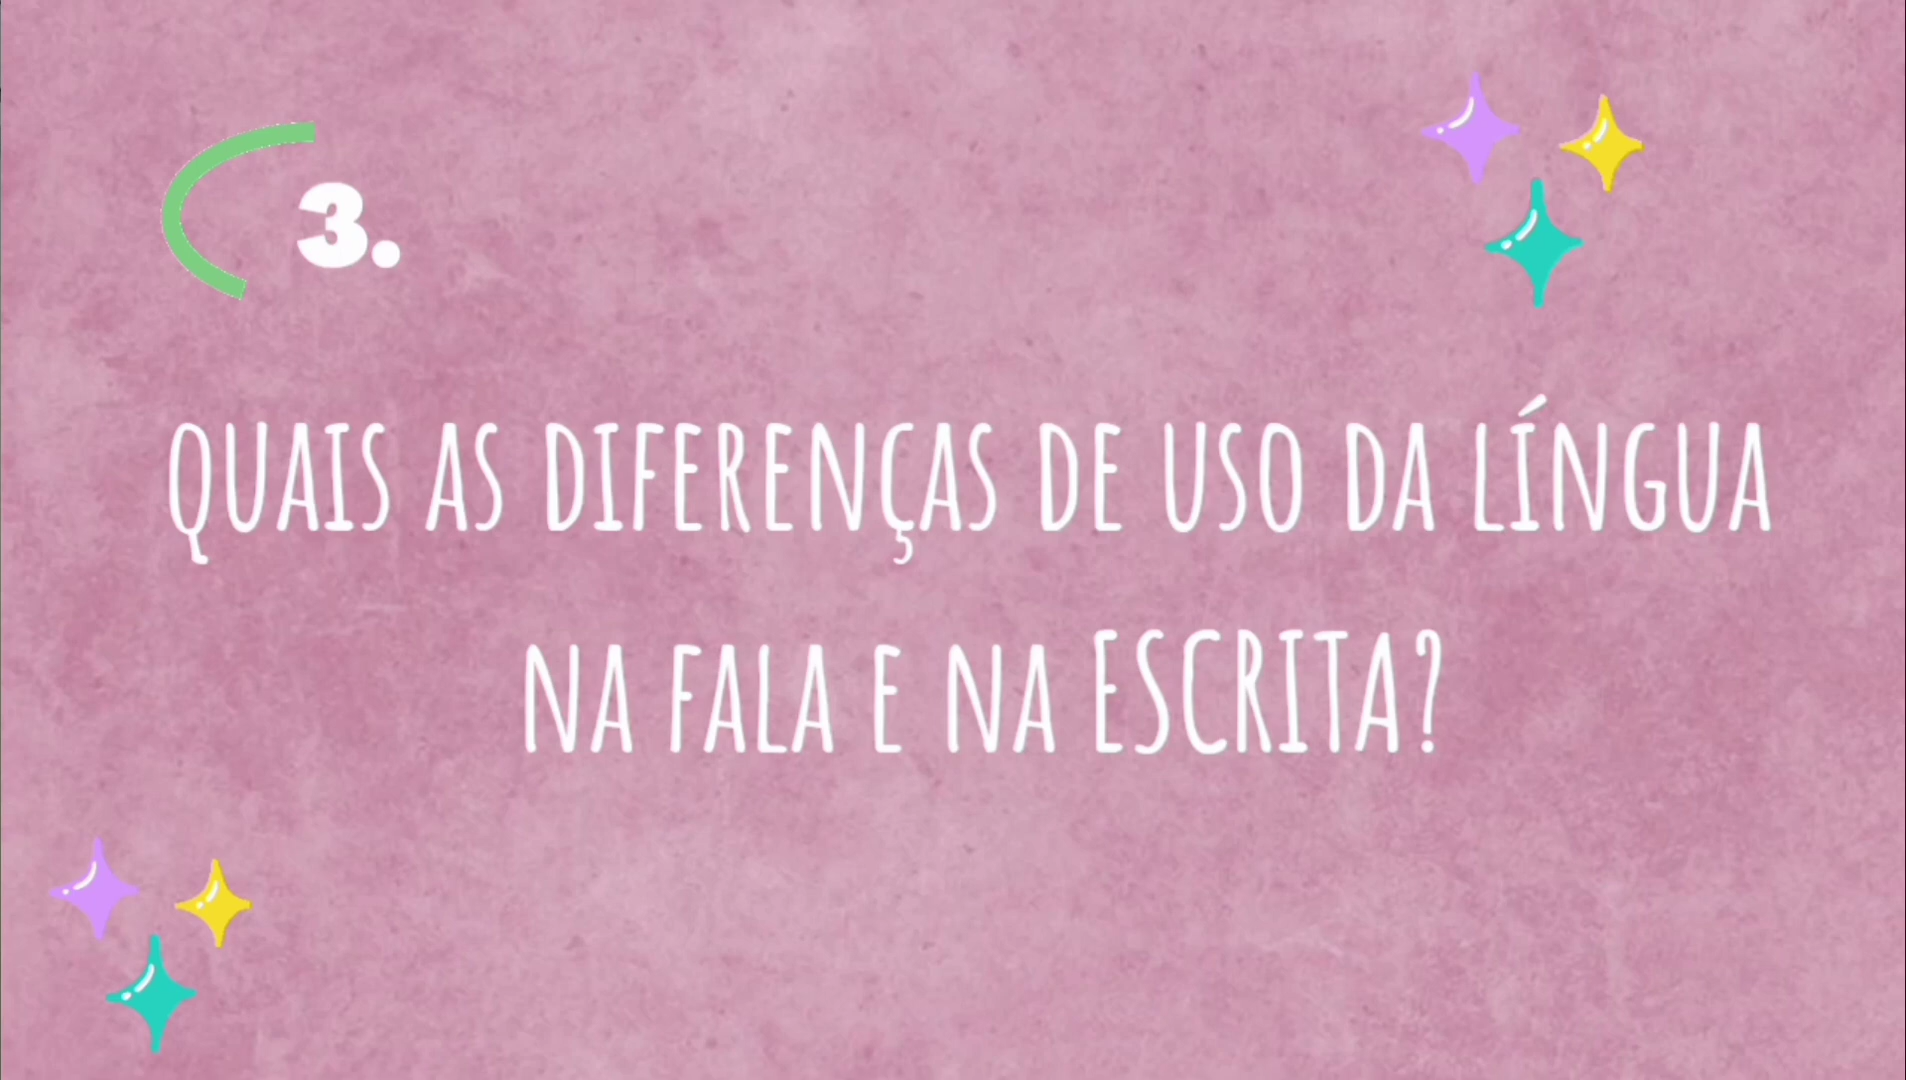 3.
QUAIS AS DIFERENÇAS DE USO DA LÍNGUA
NA FALA E NA ESCRITA?